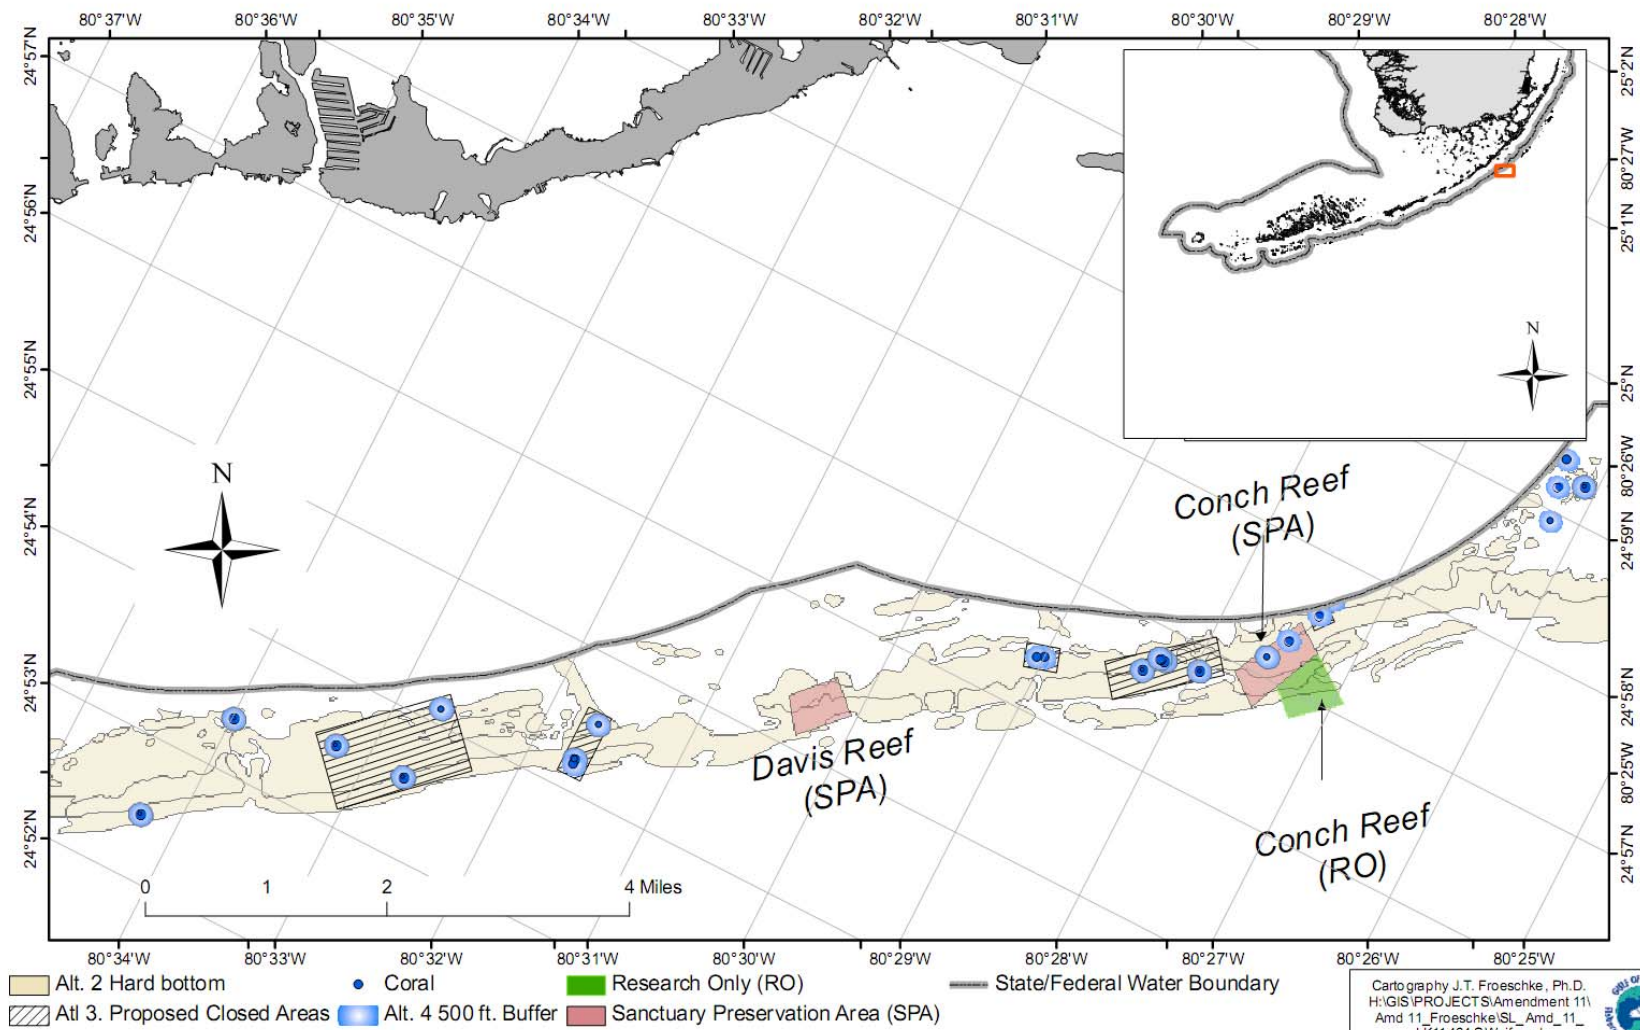 80°37'W 80°36'W 80°35'W 80°34'W 80°33'W 80°32'W 80°31'W 80°30'W 80°29'W 80°28'W
24°57'N
24°56'N
24°55'N
24°54'N
24°53'N
24°52'N
25°2'N
80°27'W
25°1'N
25°N
80°26'W
24°59'N
24°58'N
80°25'W
24°57'N
N
N
Conch Reef
(SPA)
Davis Reef
(SPA)
Conch Reef
(RO)
0 1 2 4 Miles
80°34'W 80°33'W 80°32'W 80°31'W 80°30'W 80°29'W 80°28'W 80°27'W 80°26'W 80°25'W
Alt. 2 Hard bottom Coral Research Only (RO) State/Federal Water Boundary
Atl 3. Proposed Closed Areas Alt. 4 500 ft. Buffer Sanctuary Preservation Area (SPA)
Cartography J.T. Froeschke, Ph.D.
H:\GIS\PROJECTS\Amendment 11\
Amd 11_Froeschke\SL_Amd_11_